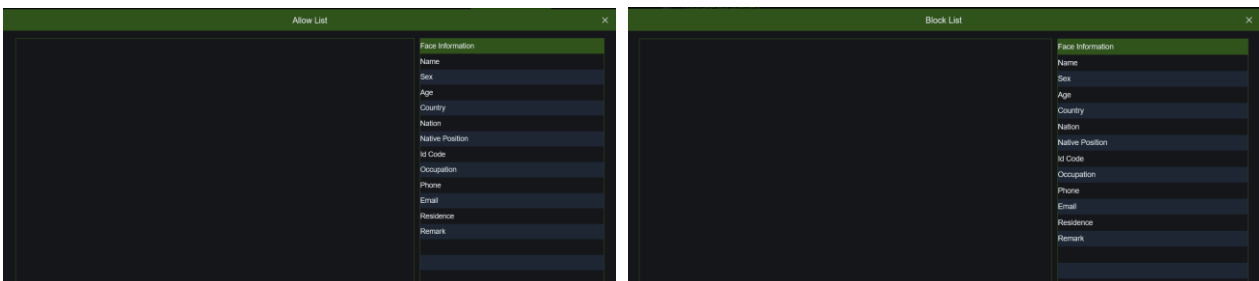 Allow List
×
Face Information
Name
Sex
Age
Country
Nation
Native Position
Id Code
Occupation
Phone
Email
Residence
Remark
Block List
×
Face Information
Name
Sex
Age
Country
Nation
Native Position
Id Code
Occupation
Phone
Email
Residence
Remark